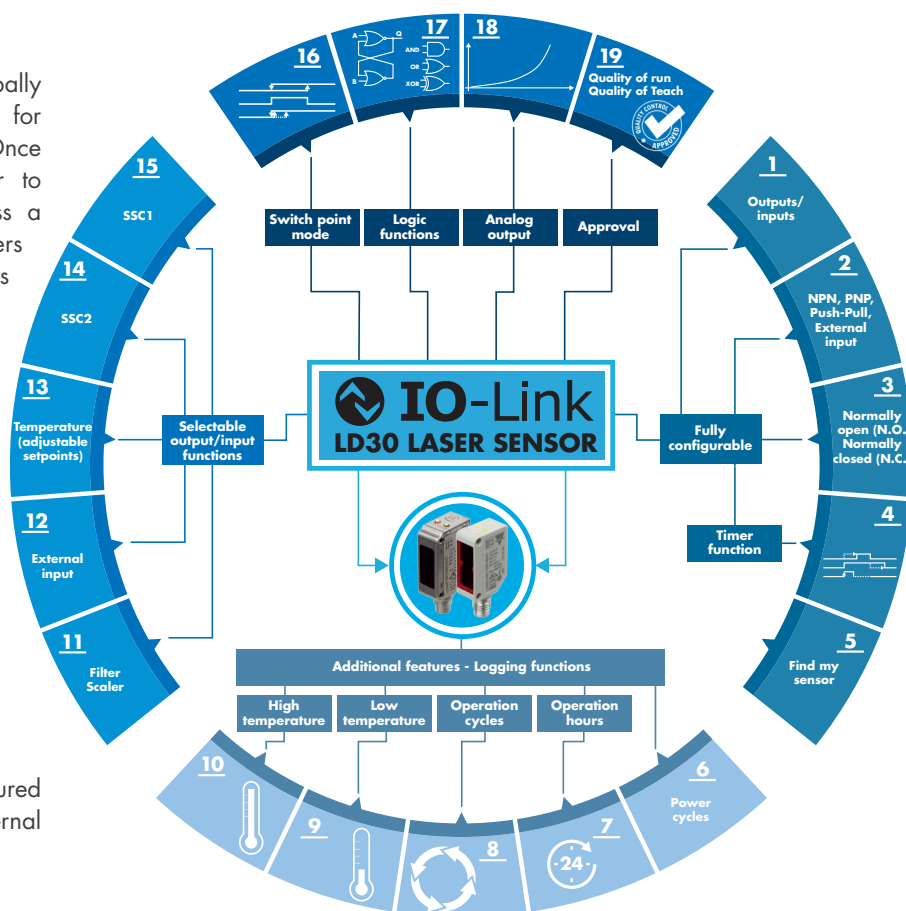 bally
for
Once
r to
ss a
ers
s
ured
ernal
16
17
A
Q
B
AND
OR
XOR
18
19
Quality of run
Quality of Teach
QUALITY CONTROL
APPROVED
Switch point
mode
Logic
functions
Analog
output
Approval
15
SSC1
14
SSC2
13
Temperature
(adjustable
setpoints)
12
External
input
11
Filter
Scaler
Selectable
output/input
functions
IO-Link
LD30 LASER SENSOR
Fully
configurable
Timer
function
1
Outputs/
inputs
2
NPN, PNP,
Push-Pull,
External
input
3
Normally
open (N.O.
Normally
closed (N.C.
4
5
Find my
sensor
Additional features - Logging functions
High
temperature
Low
temperature
Operation
cycles
Operation
hours
10
9
8
7
-24-
6
Power
cycles